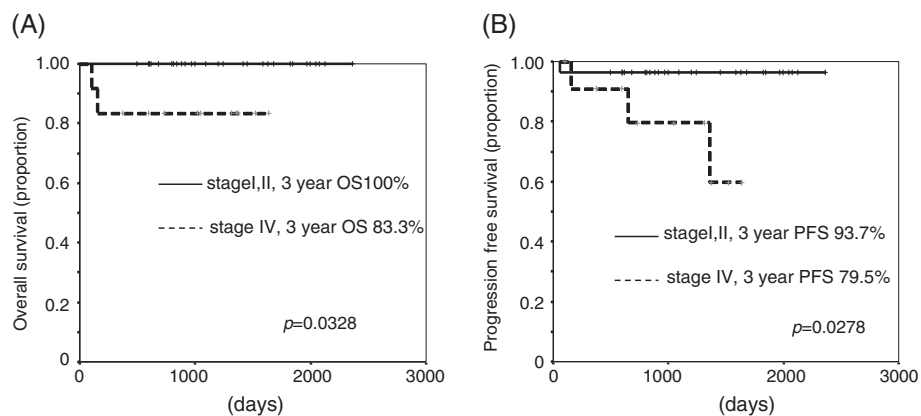 (A)
Overall survival (proportion)
1.00
0.8
0.6
0.4
0.2
0
stageI,II, 3 year OS100%
stage IV, 3 year OS 83.3%
p=0.0328
0
1000
2000
3000
(days)
(B)
Progression free survival (proportion)
1.00
0.8
0.6
0.4
0.2
0
stageI,II, 3 year PFS 93.7%
stage IV, 3 year PFS 79.5%
p=0.0278
0
1000
2000
3000
(days)